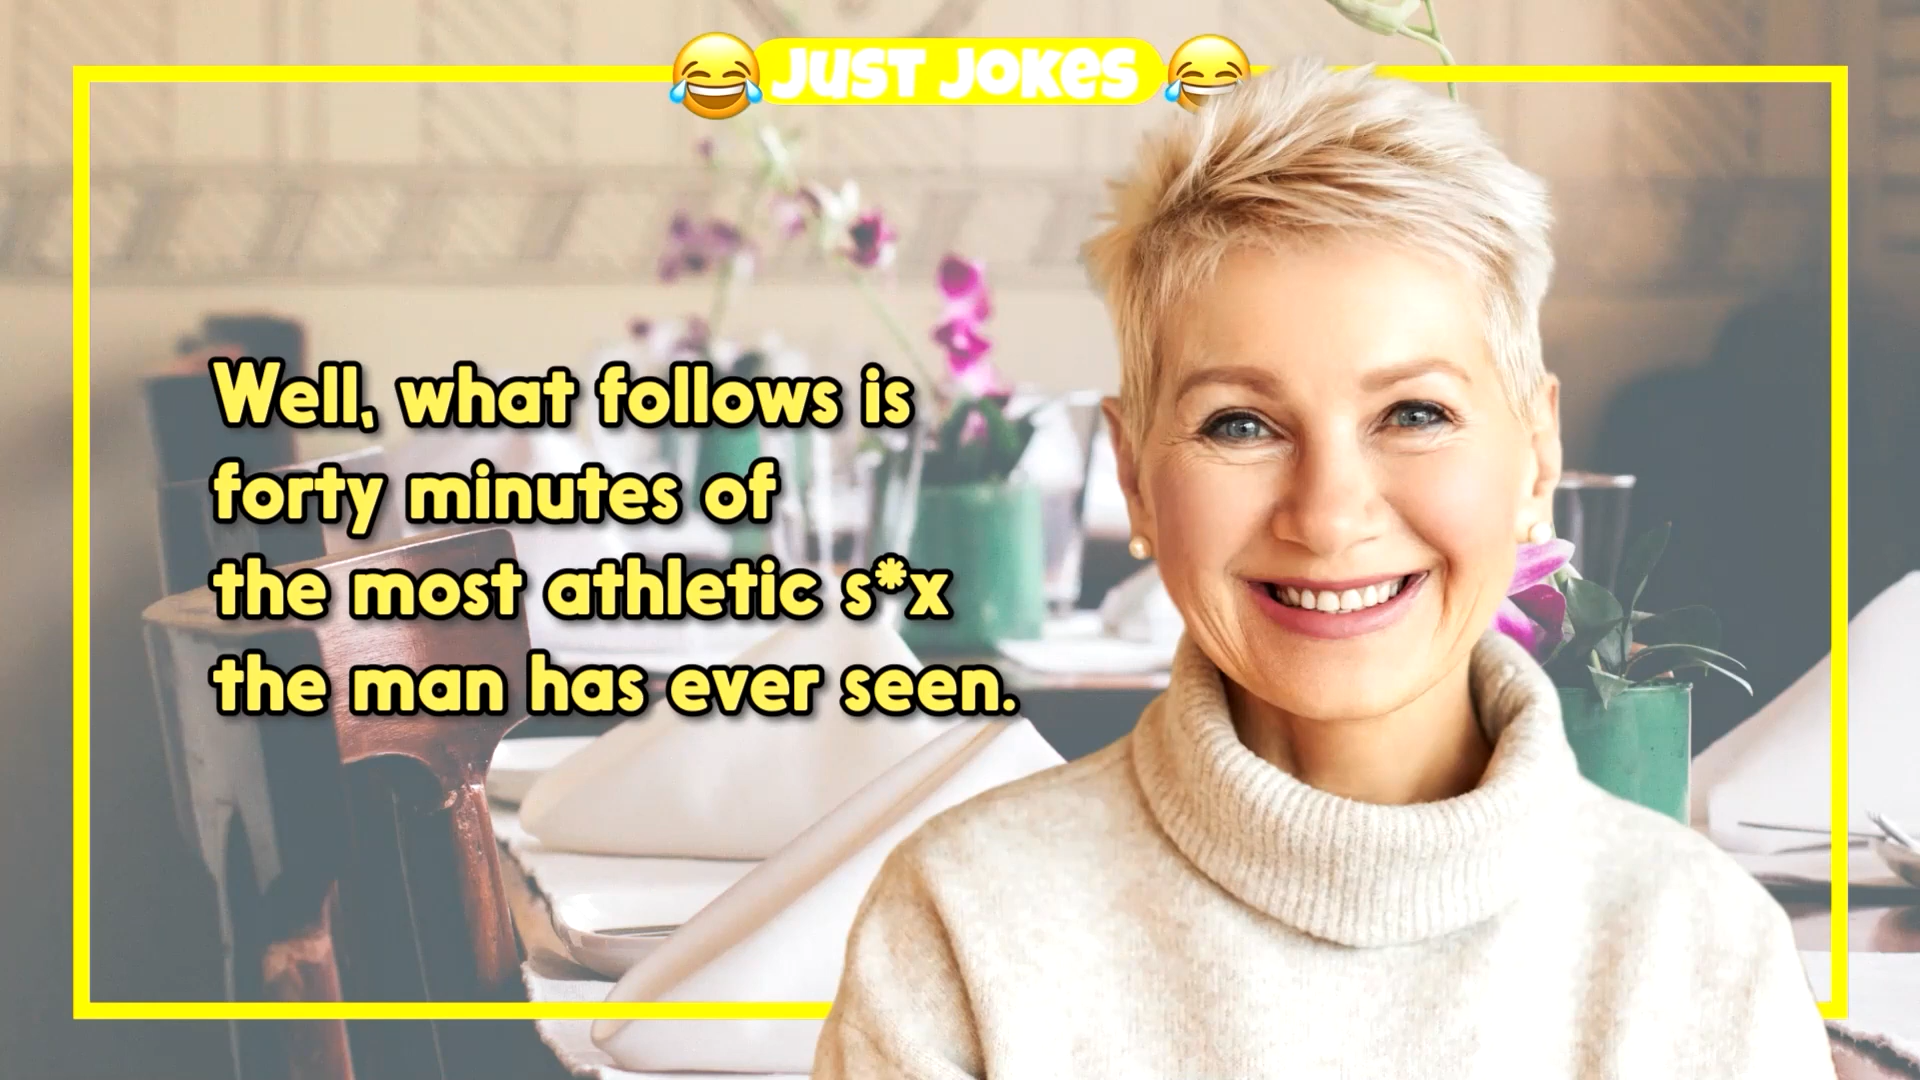 JUST JOKES
Well, what follows is
forty minutes of
the most athletic s*x
the man has ever seen.